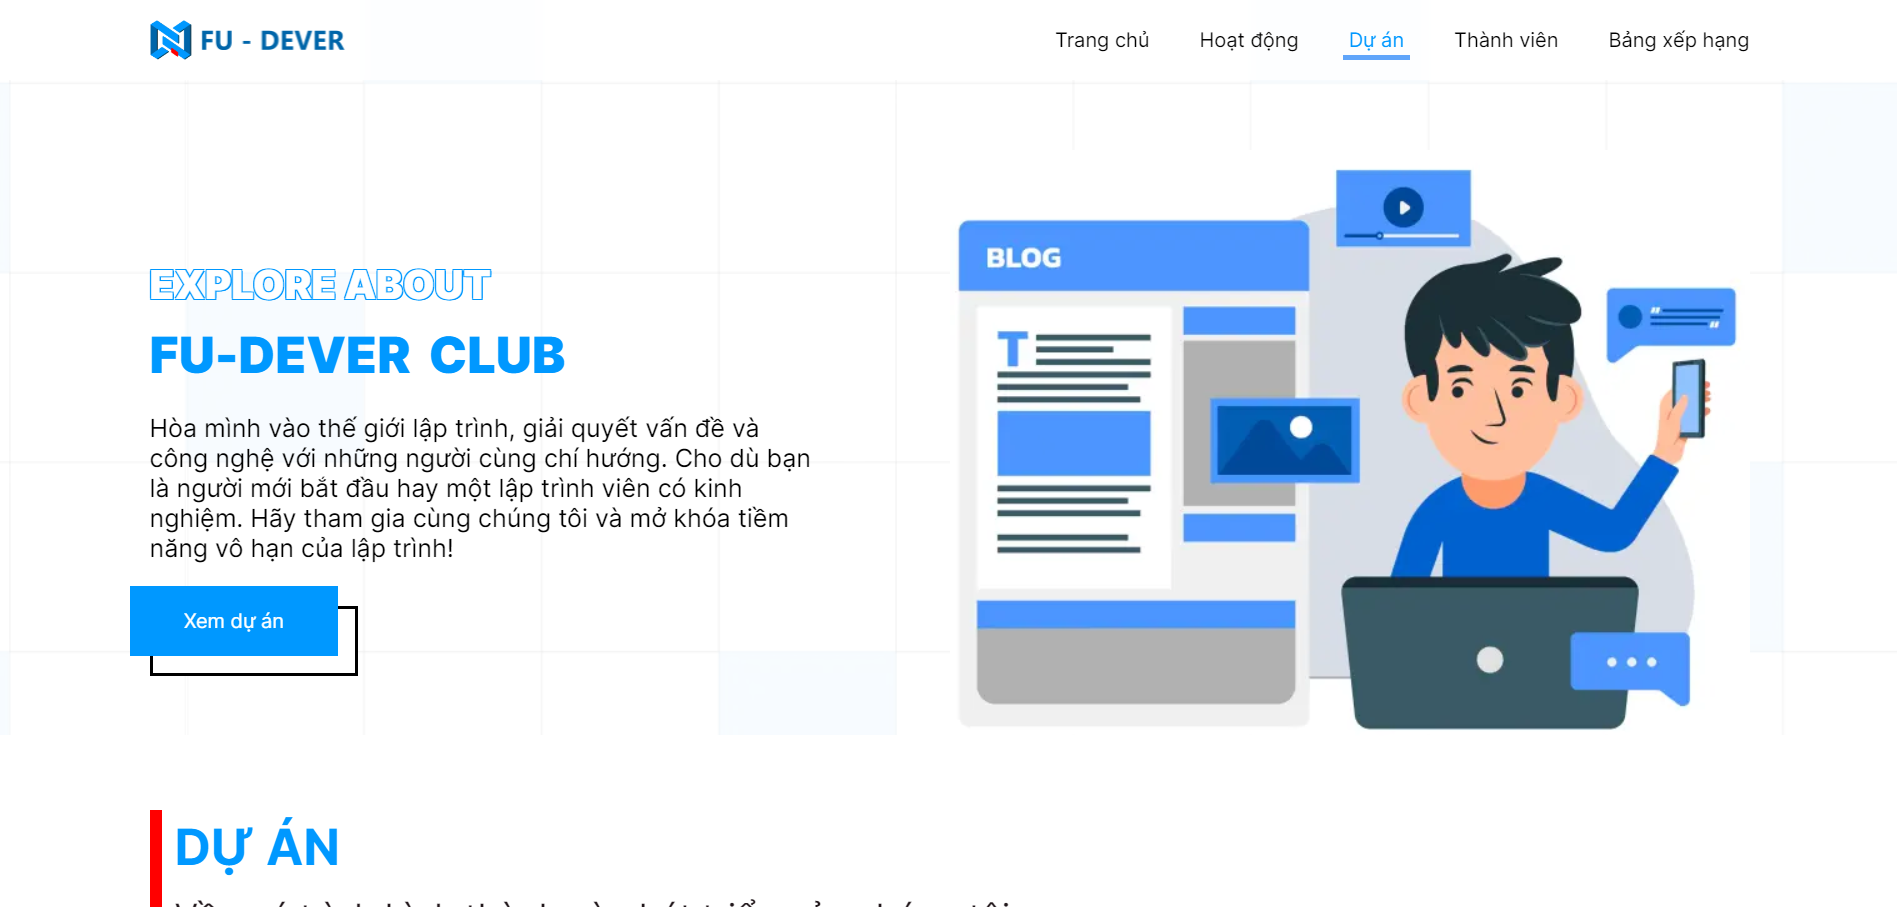 FU - DEVER
Trang chủ
Hoạt động
Dự án
Thành viên
Bảng xếp hạng
EXPLORE ABOUT
FU-DEVER CLUB
Hòa mình vào thế giới lập trình, giải quyết vấn đề và
công nghệ với những người cùng chí hướng. Cho dù bạn
là người mới bắt đầu hay một lập trình viên có kinh
nghiệm. Hãy tham gia cùng chúng tôi và mở khóa tiềm
năng vô hạn của lập trình!
Xem dự án
BLOG
T
DỰ ÁN